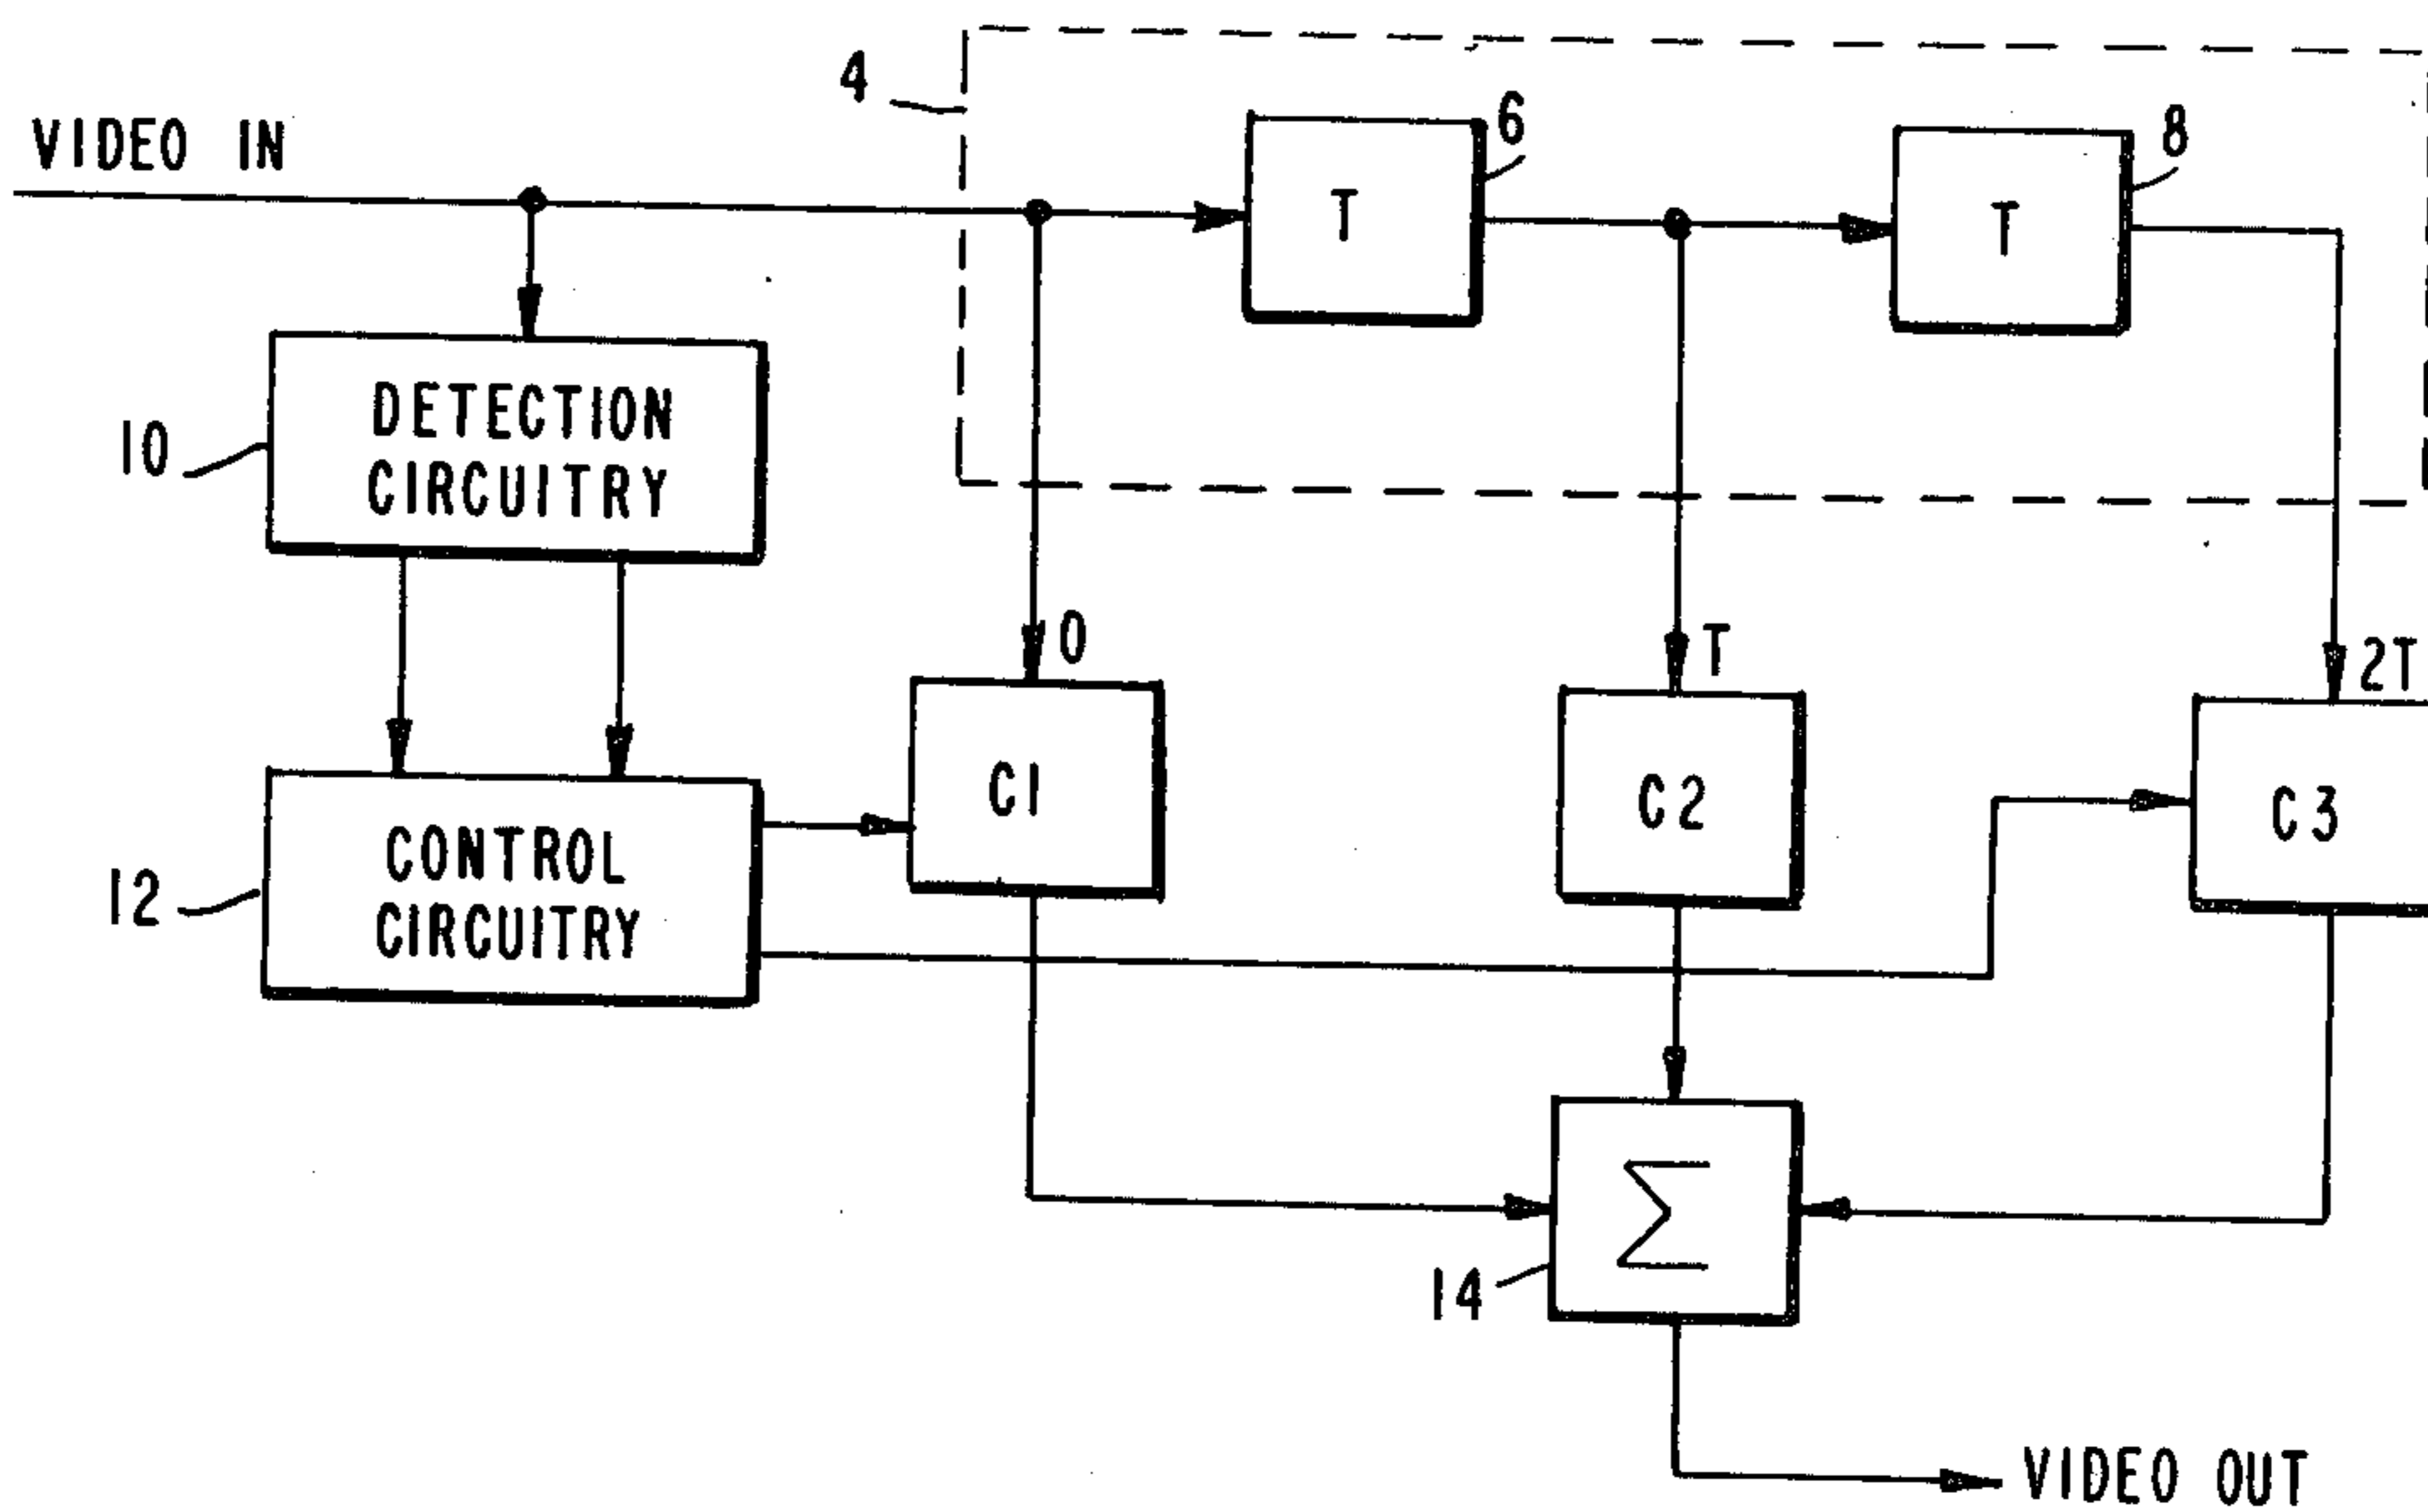 4
VIDEO IN
6
8
T
T
10
DETECTION
CIRCUITRY
0
T
2T
12
CONTROL
CIRCUITRY
C1
C2
C3
Σ
14
VIDEO OUT